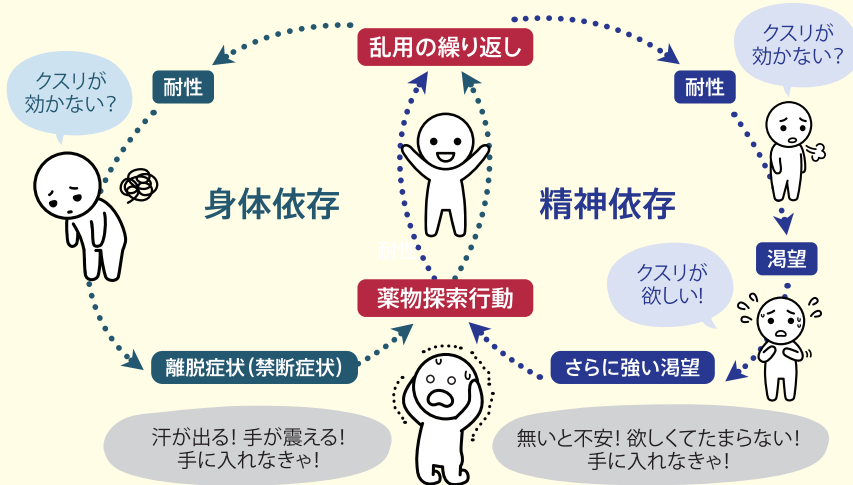 乱用の繰り返し
クスリが
効かない?
耐性
身体依存
離脱症状(禁断症状)
汗が出る! 手が震える!
手に入れなきゃ!
クスリが
効かない?
耐性
精神依存
渇望
クスリが
欲しい!
さらに強い渇望
無いと不安! 欲しくてたまらない!
手に入れなきゃ!
耐性
薬物探索行動